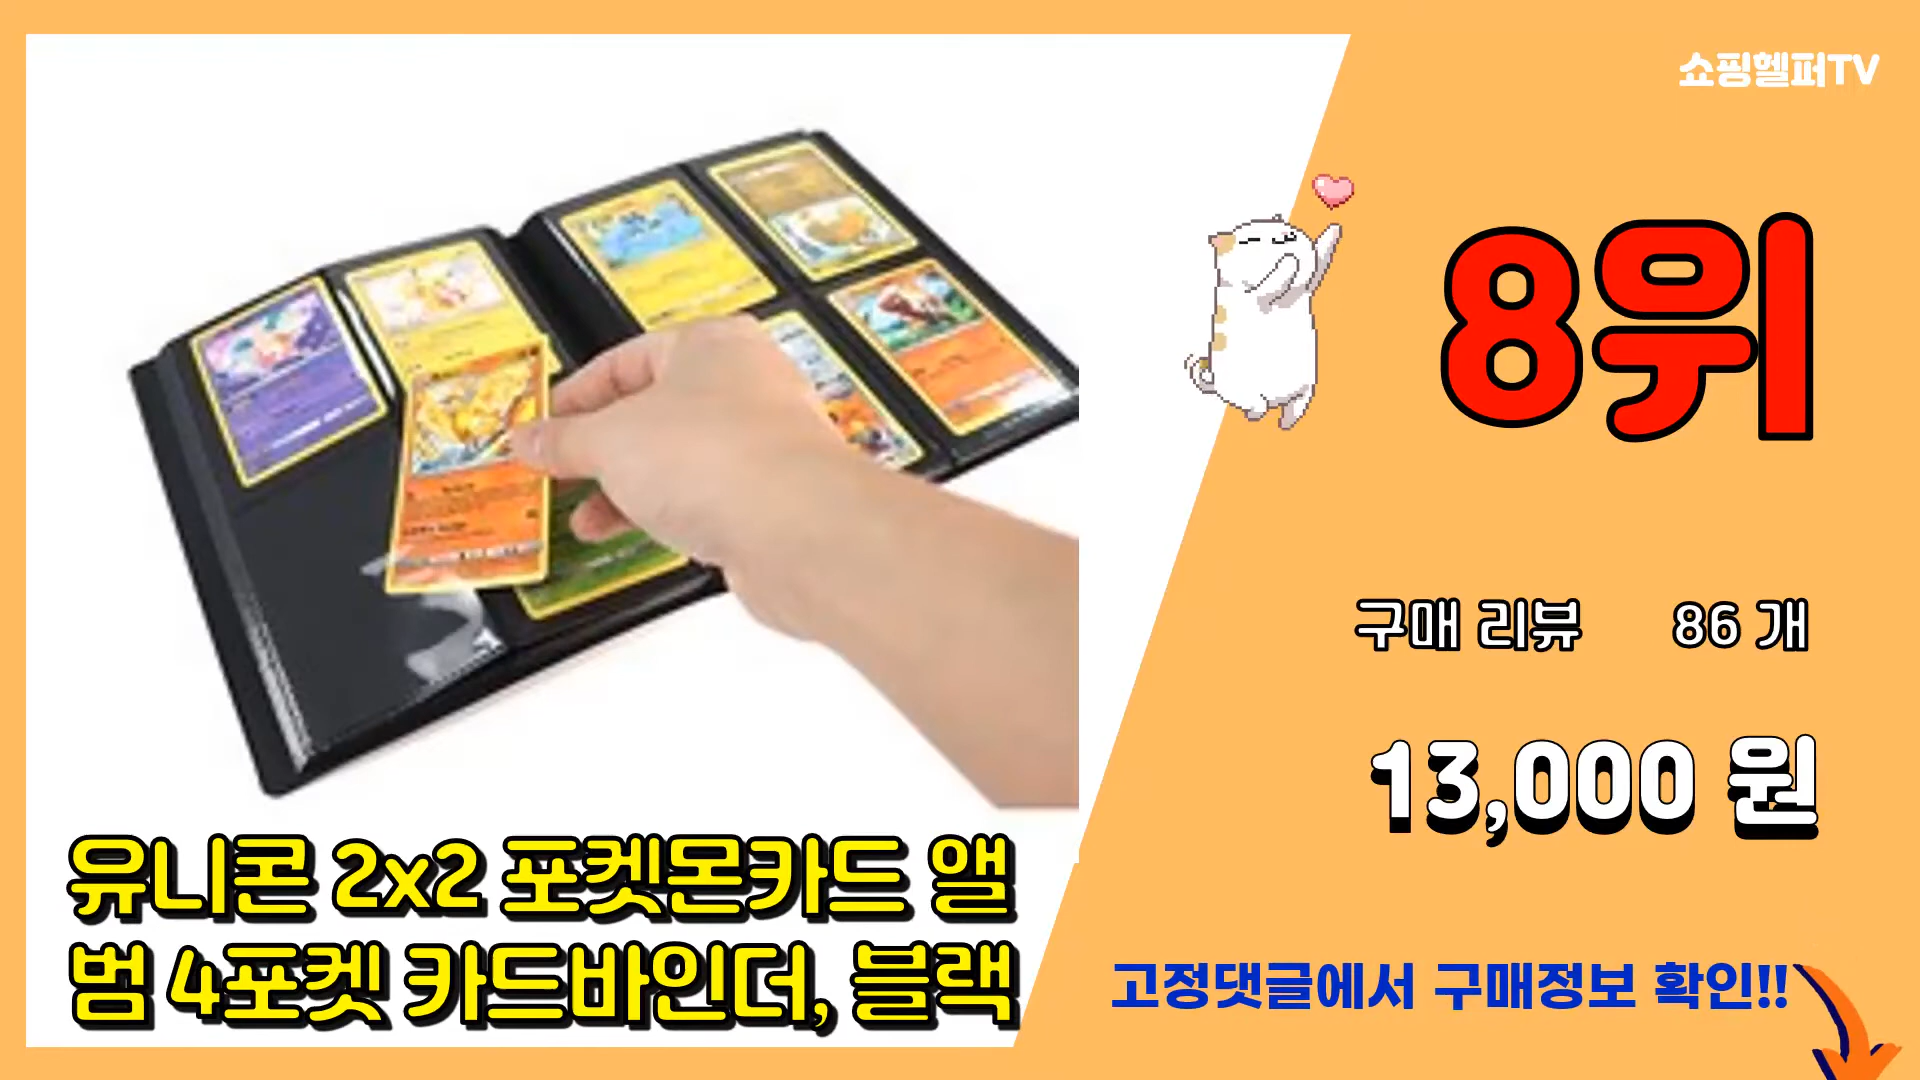 쇼핑헬퍼TV
8위
구매 리뷰 86 개
13,000 원
유니콘 2x2 포켓몬카드 앨
범 4포켓 카드바인더, 블랙
고정댓글에서 구매정보 확인!!